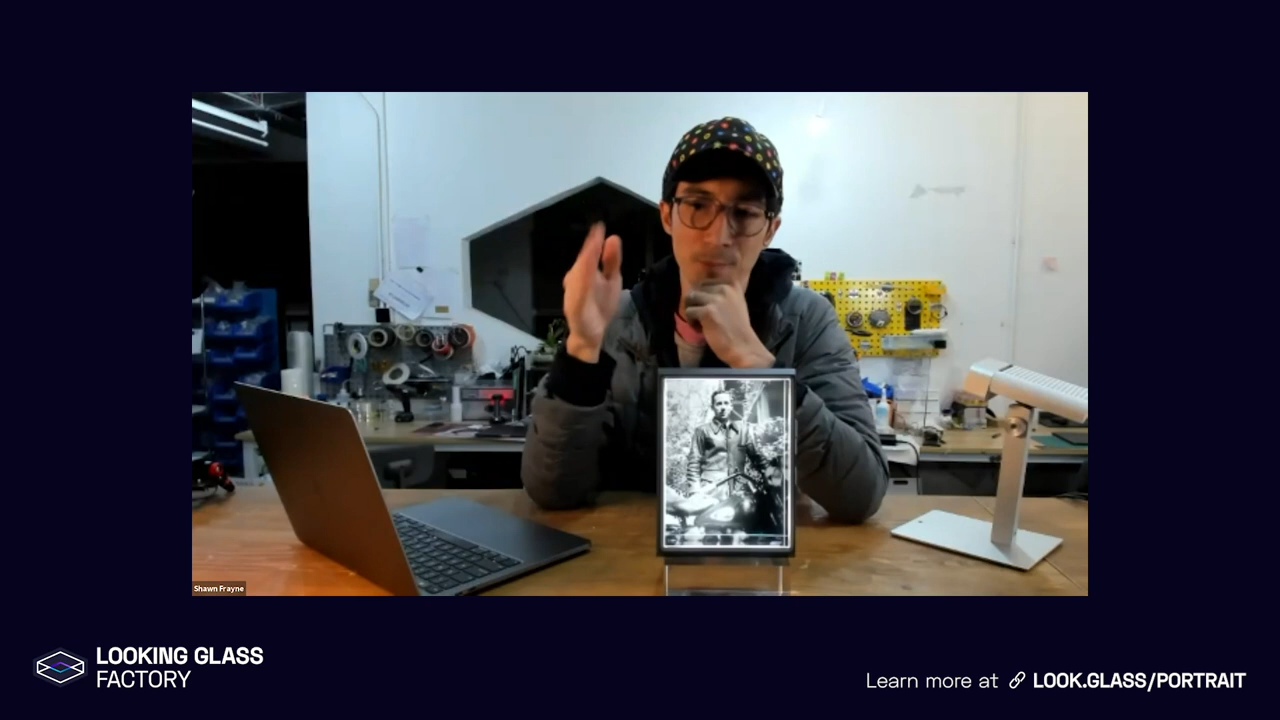 Shawn Frayne
LOOKING GLASS
FACTORY
Learn more at LOOK.GLASS/PORTRAIT